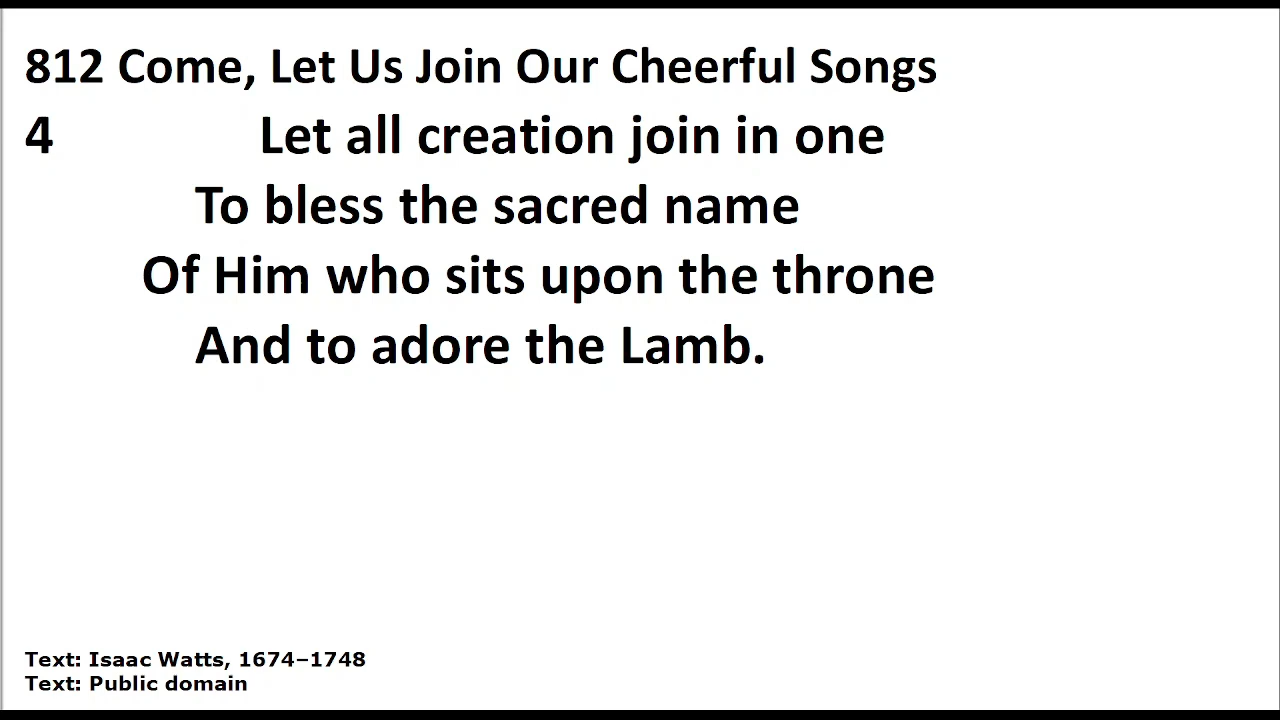 812 Come, Let Us Join Our Cheerful Songs
4 Let all creation join in one
To bless the sacred name
Of Him who sits upon the throne
And to adore the Lamb.
Text: Isaac Watts, 1674–1748
Text: Public domain